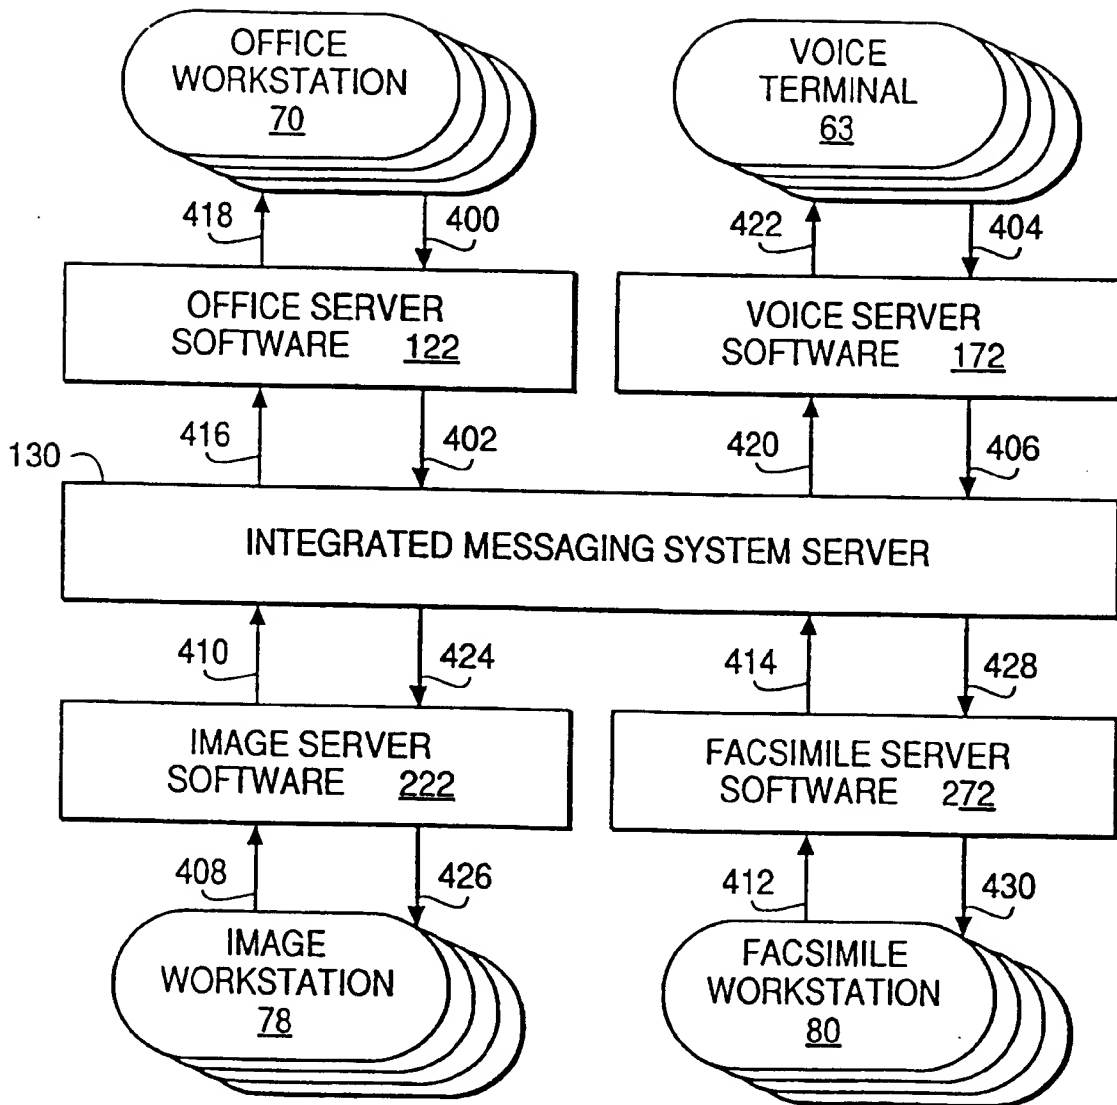 OFFICE
WORKSTATION
70
VOICE
TERMINAL
63
418
400
422
404
OFFICE SERVER
SOFTWARE 122
VOICE SERVER
SOFTWARE 172
130
416
402
420
406
INTEGRATED MESSAGING SYSTEM SERVER
410
424
414
428
IMAGE SERVER
SOFTWARE 222
FACSIMILE SERVER
SOFTWARE 272
408
426
412
430
IMAGE
WORKSTATION
78
FACSIMILE
WORKSTATION
80